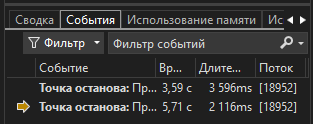 Сводка События Использование памяти Ис
Фильтр Фильтр событий
Событие Вр... Длите... Поток
Точка останова: Пр... 3,59 с 3 596ms [18952]
Точка останова: Пр... 5,71 с 2 116ms [18952]